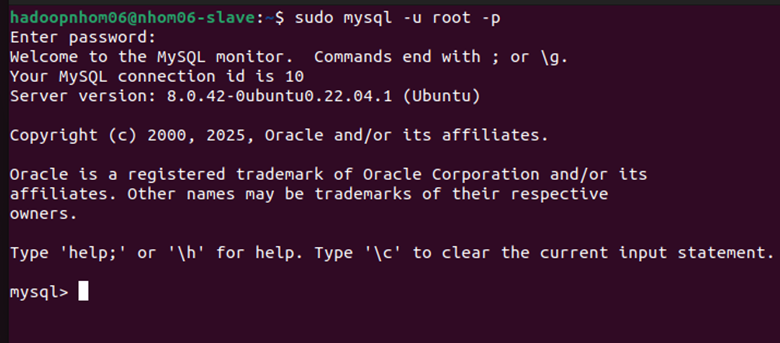 hadoopnhom06@nhom06-slave:~$ sudo mysql -u root -p
Enter password:
Welcome to the MySQL monitor.  Commands end with ; or \g.
Your MySQL connection id is 10
Server version: 8.0.42-0ubuntu0.22.04.1 (Ubuntu)
Copyright (c) 2000, 2025, Oracle and/or its affiliates.
Oracle is a registered trademark of Oracle Corporation and/or its
affiliates. Other names may be trademarks of their respective
owners.
Type 'help;' or '\h' for help. Type '\c' to clear the current input statement.
mysql>